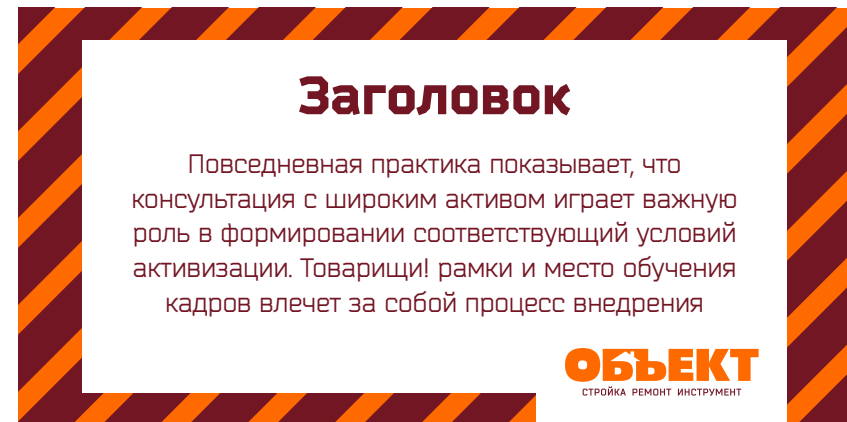 Заголовок
Повседневная практика показывает, что
консультация с широким активом играет важную
роль в формировании соответствующий условий
активизации. Товарищи! рамки и место обучения
кадров влечет за собой процесс внедрения
ОБЪЕКТ
СТРОЙКА РЕМОНТ ИНСТРУМЕНТ